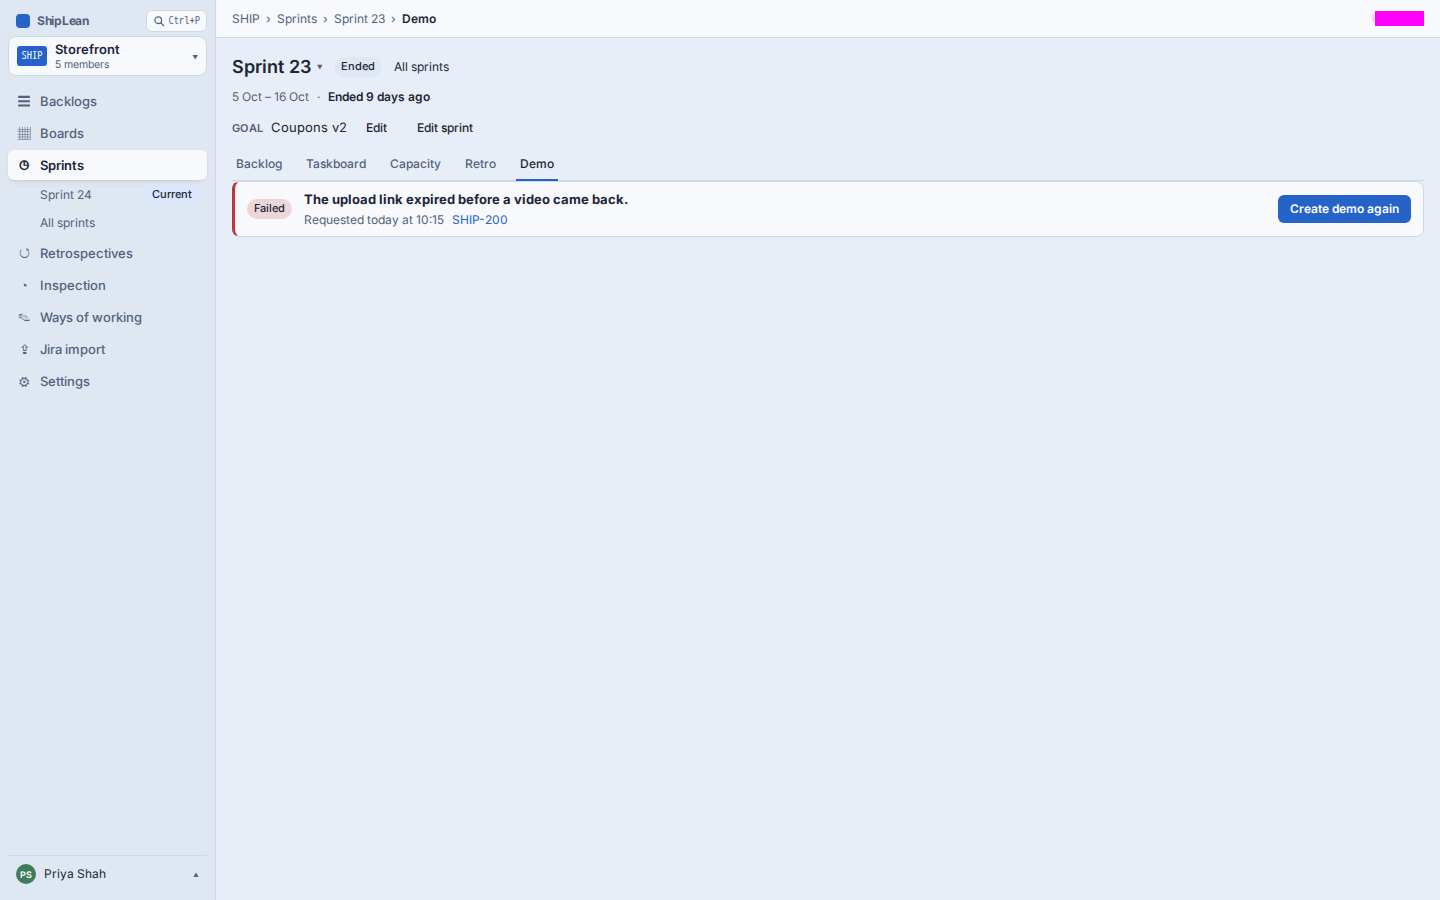 ShipLean
Ctrl+P
SHIP
Storefront
5 members
Backlogs
Boards
Sprints
Sprint 24
Current
All sprints
Retrospectives
Inspection
Ways of working
Jira import
Settings
PS
Priya Shah
SHIP › Sprints › Sprint 23 › Demo
Sprint 23
Ended
All sprints
5 Oct – 16 Oct · Ended 9 days ago
GOAL Coupons v2 Edit Edit sprint
Backlog Taskboard Capacity Retro Demo
Failed
The upload link expired before a video came back.
Requested today at 10:15 SHIP-200
Create demo again